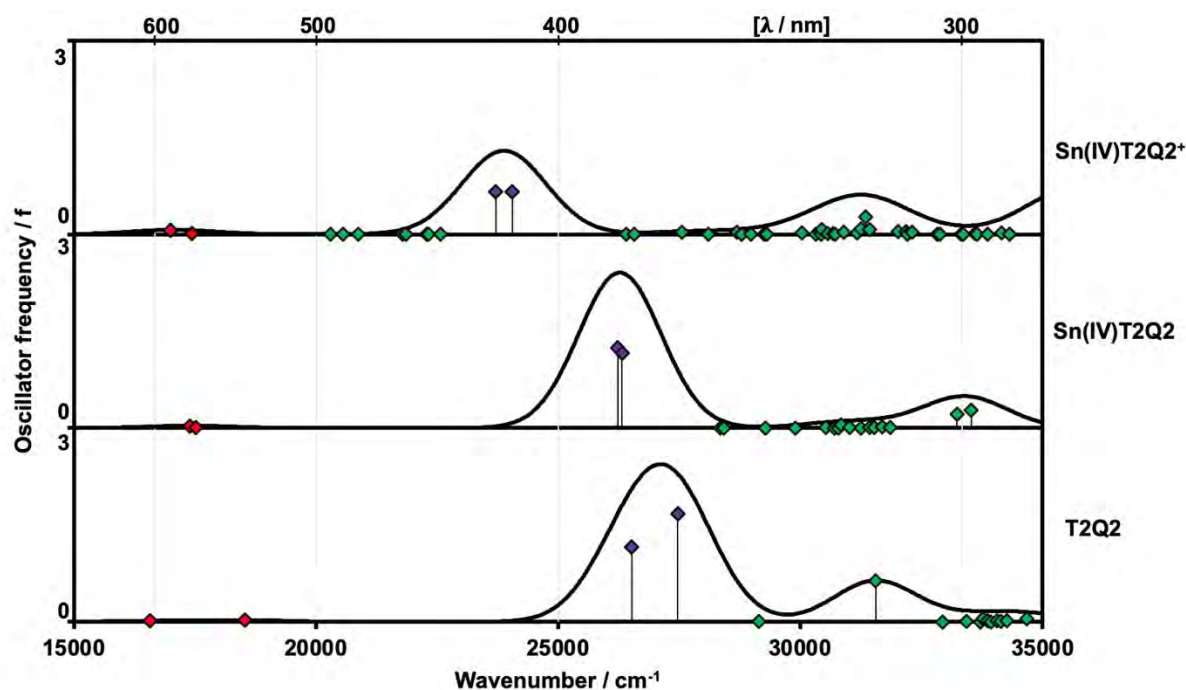 600 500 400 [λ / nm] 300
3
Sn(IV)T2Q2⁺
0
3
Oscillator frequency / f
Sn(IV)T2Q2
0
3
T2Q2
0
15000 20000 25000 30000 35000
Wavenumber / cm⁻¹